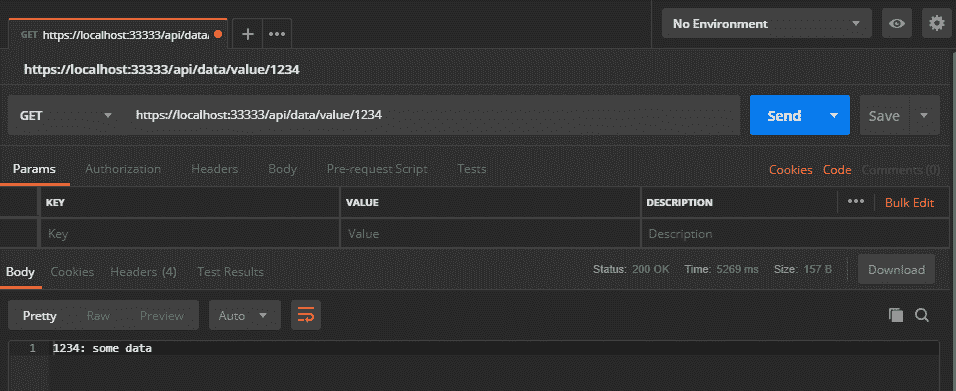 No Environment
GET https://localhost:33333/api/data/
https://localhost:33333/api/data/value/1234
GET https://localhost:33333/api/data/value/1234 Send Save
Params Authorization Headers Body Pre-request Script Tests Cookies Code Comments (0)
KEY VALUE DESCRIPTION Bulk Edit
Key Value Description
Body Cookies Headers (4) Test Results Status: 200 OK Time: 5269 ms Size: 157 B Download
Pretty Raw Preview Auto
1 1234: some data